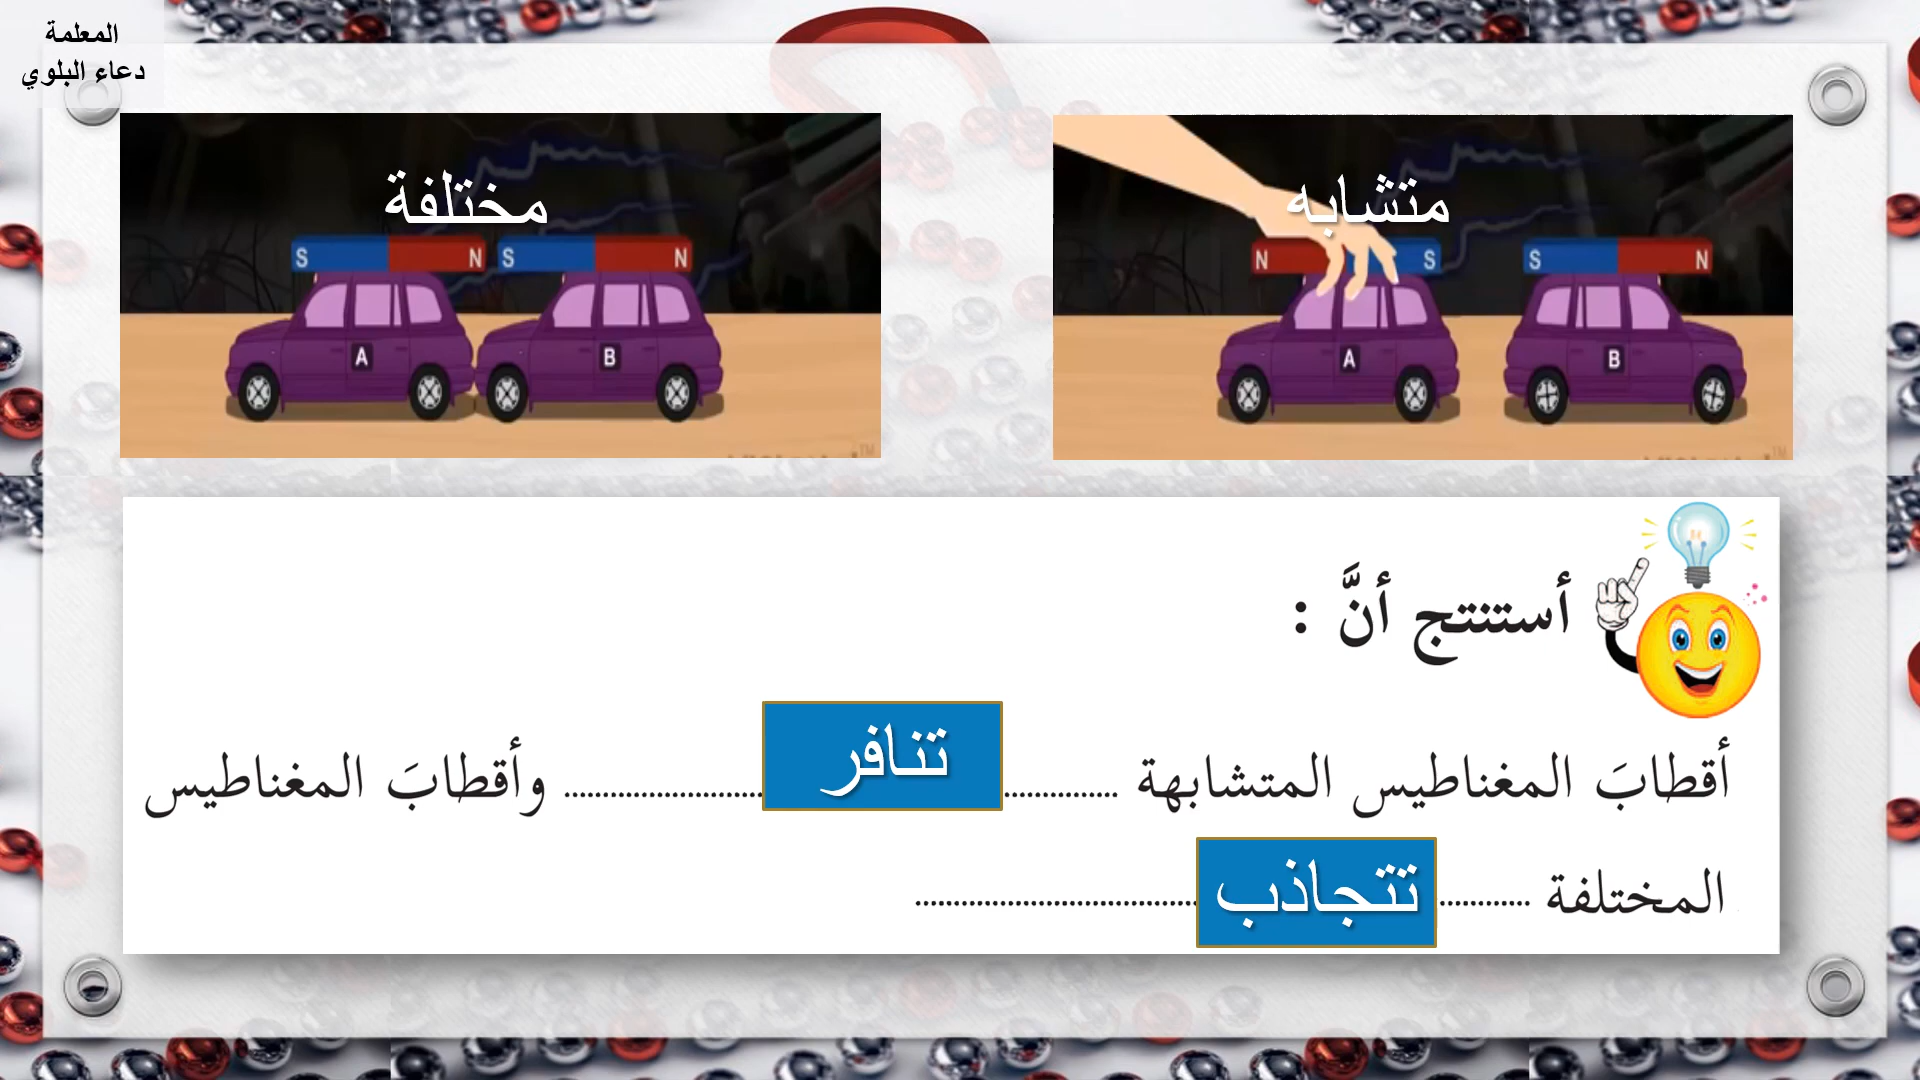 المعلمة
دعاء البلوي
متشابه
N S S N
A B
مختلفة
S N S N
A B
أستنتج أنَّ :
أقطابَ المغناطيس المتشابهة ............... تنافر .......................... وأقطابَ المغناطيس
المختلفة ............ تتجاذب .....................................